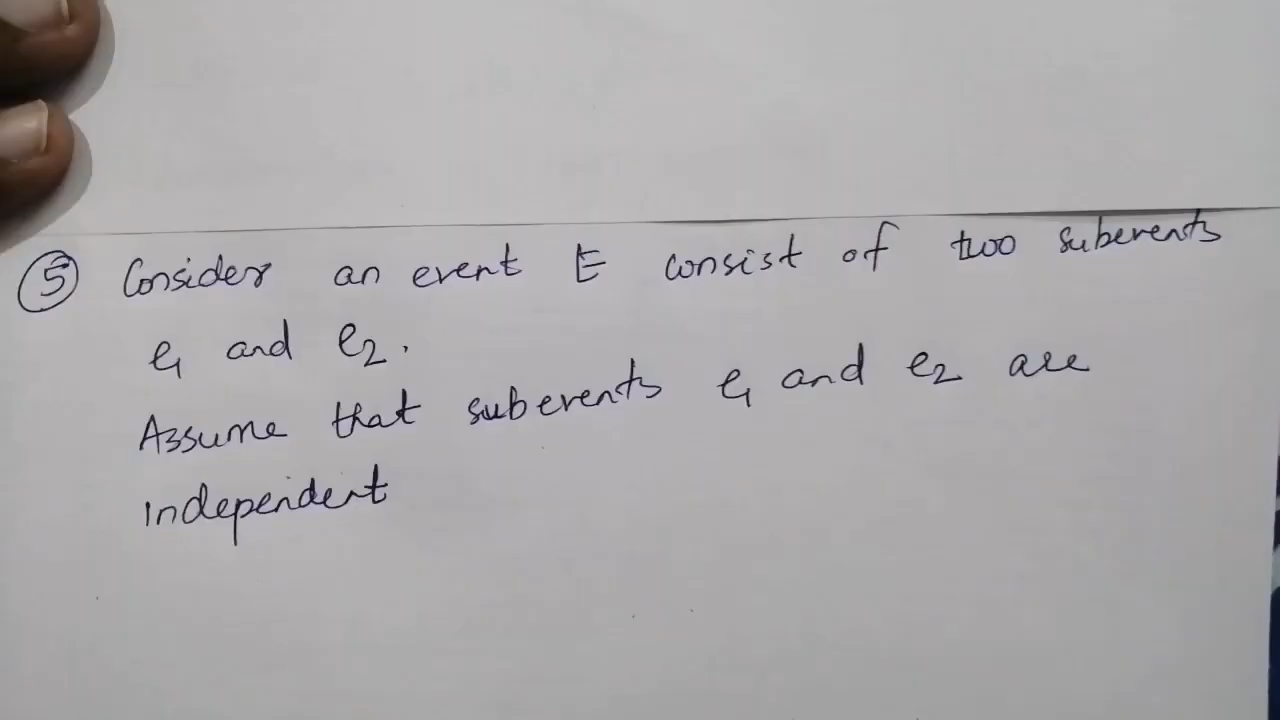 ⑤ Consider an event E consist of two subevents
e1 and e2.
Assume that subevents e1 and e2 are
independent